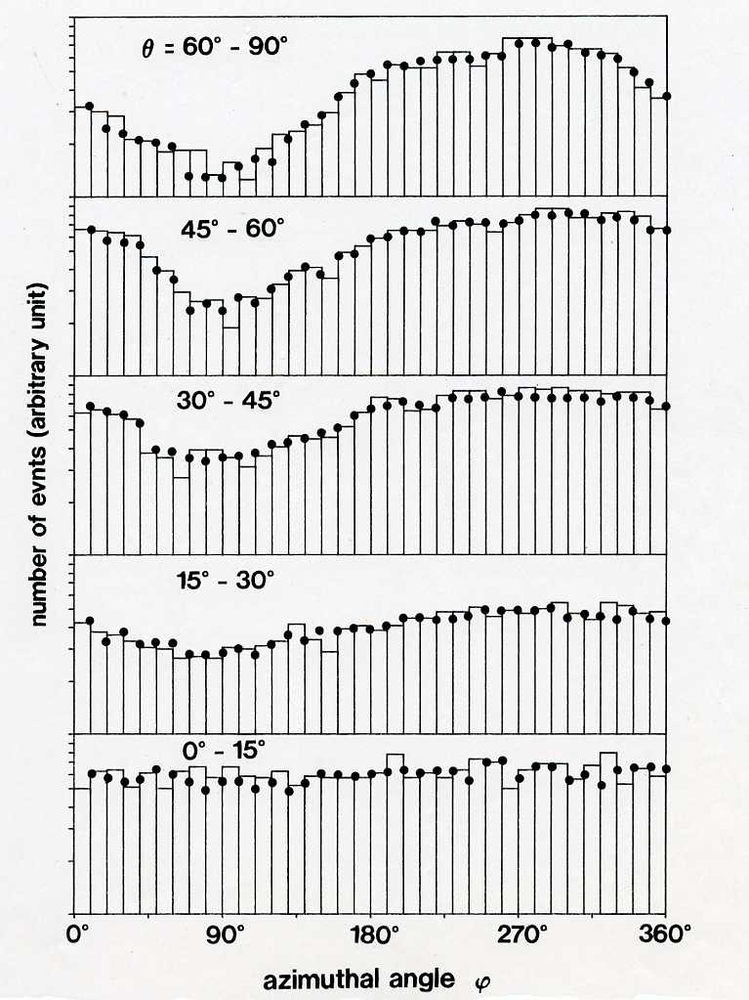 θ = 60° - 90°
45° - 60°
30° - 45°
15° - 30°
0° - 15°
number of evnts (arbitrary unit)
0° 90° 180° 270° 360°
azimuthal angle φ